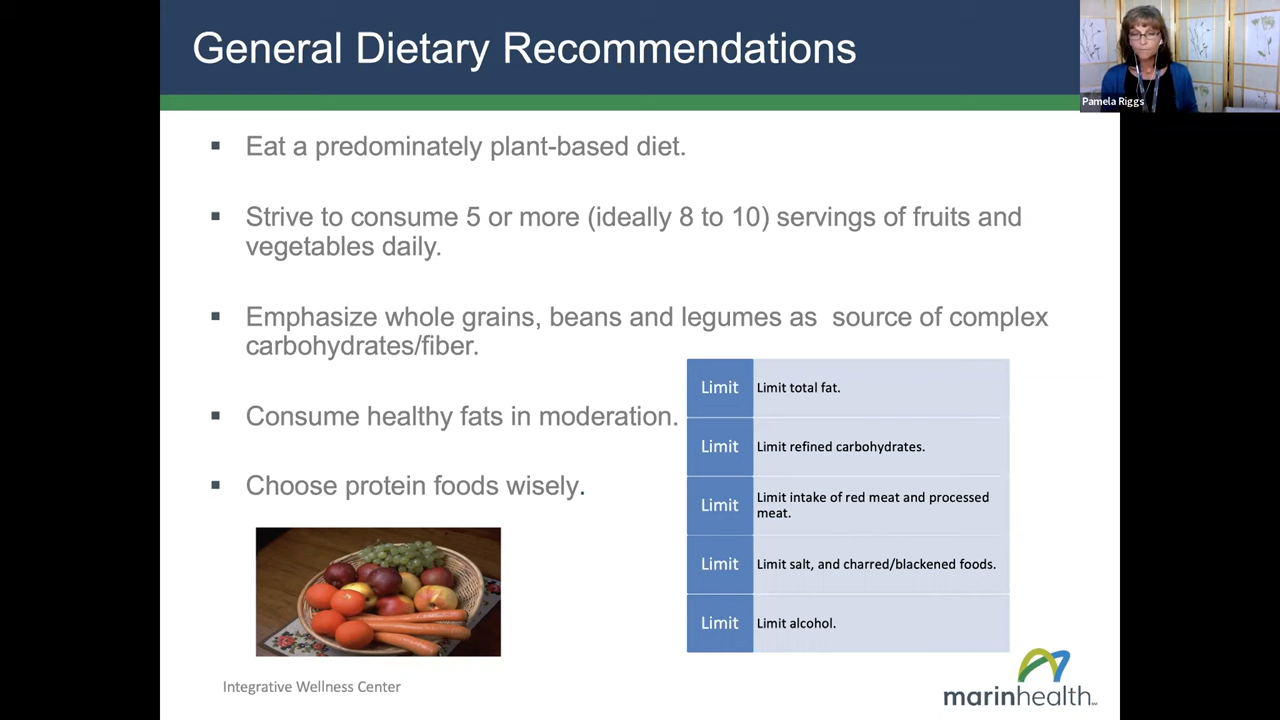 General Dietary Recommendations
Pamela Riggs
▪ Eat a predominately plant-based diet.
▪ Strive to consume 5 or more (ideally 8 to 10) servings of fruits and
vegetables daily.
▪ Emphasize whole grains, beans and legumes as  source of complex
carbohydrates/fiber.
▪ Consume healthy fats in moderation.
▪ Choose protein foods wisely.
Limit Limit total fat.
Limit Limit refined carbohydrates.
Limit Limit intake of red meat and processed
meat.
Limit Limit salt, and charred/blackened foods.
Limit Limit alcohol.
Integrative Wellness Center
marinhealth℠